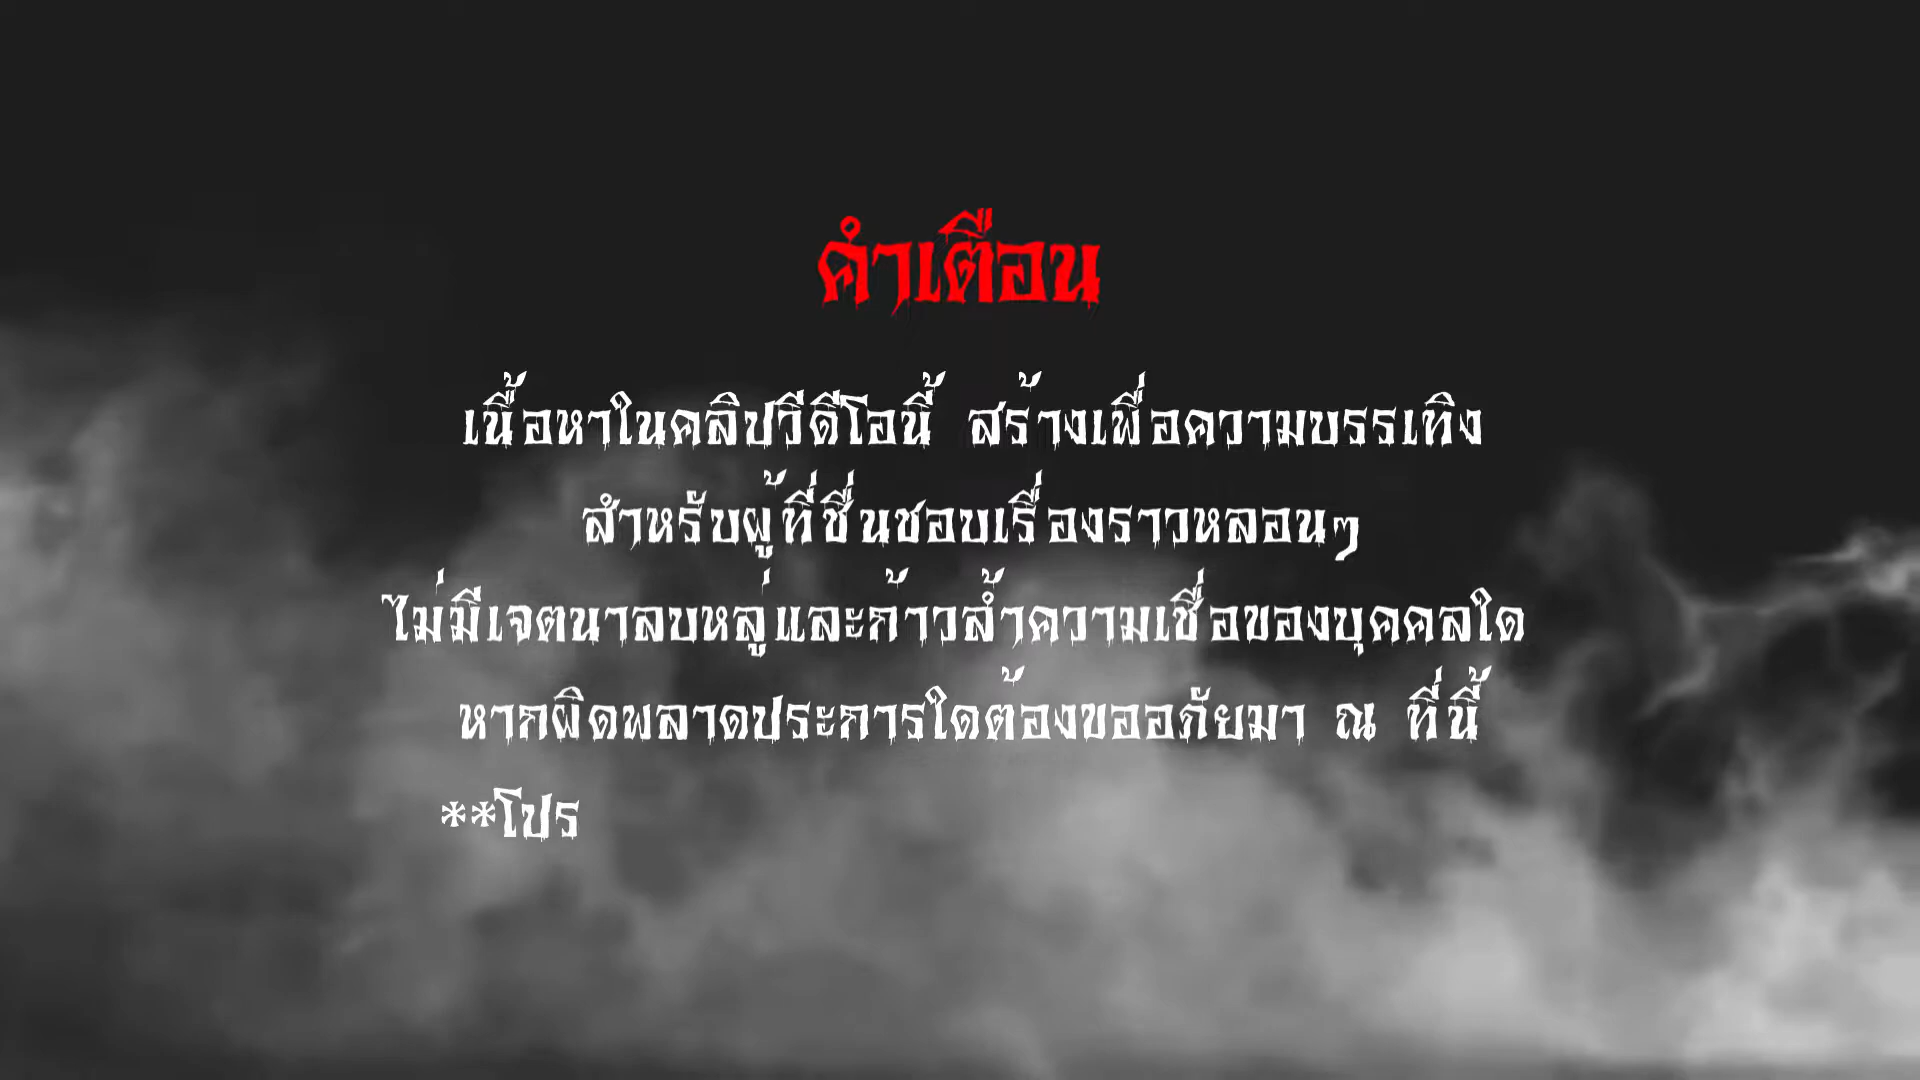 คำเตือน
เนื้อหาในคลิปวีดีโอนี้ สร้างเพื่อความบรรเทิง
สำหรับผู้ที่ชื่นชอบเรื่องราวหลอนๆ
ไม่มีเจตนาลบหลู่และก้าวล้ำความเชื่อของบุคคลใด
หากผิดพลาดประการใดต้องขออภัยมา ณ ที่นี้
**โปร